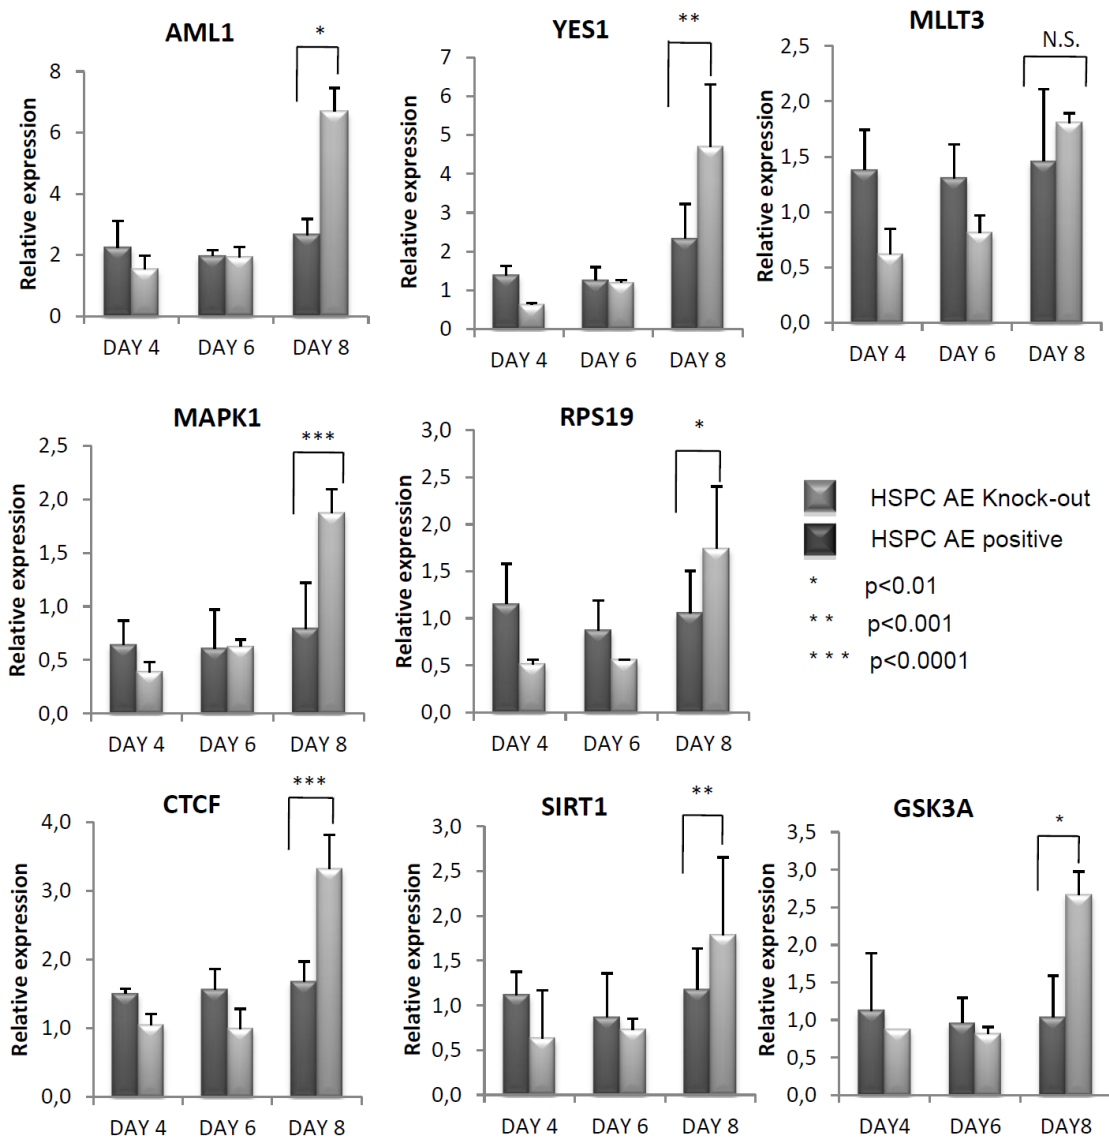 AML1
*
Relative expression
8
6
4
2
0
DAY 4 DAY 6 DAY 8
YES1
**
Relative expression
7
6
5
4
3
2
1
0
DAY 4 DAY 6 DAY 8
MLLT3
N.S.
Relative expression
2,5
2,0
1,5
1,0
0,5
0,0
DAY 4 DAY 6 DAY 8
MAPK1
***
Relative expression
2,5
2,0
1,5
1,0
0,5
0,0
DAY 4 DAY 6 DAY 8
RPS19
*
Relative expression
3,0
2,5
2,0
1,5
1,0
0,5
0,0
DAY 4 DAY 6 DAY 8
HSPC AE Knock-out
HSPC AE positive
* p<0.01
* * p<0.001
* * * p<0.0001
CTCF
***
Relative expression
4,0
3,0
2,0
1,0
0,0
DAY 4 DAY 6 DAY 8
SIRT1
**
Relative expression
3,0
2,5
2,0
1,5
1,0
0,5
0,0
DAY 4 DAY 6 DAY 8
GSK3A
*
Relative expression
3,5
3,0
2,5
2,0
1,5
1,0
0,5
0,0
DAY4 DAY6 DAY8